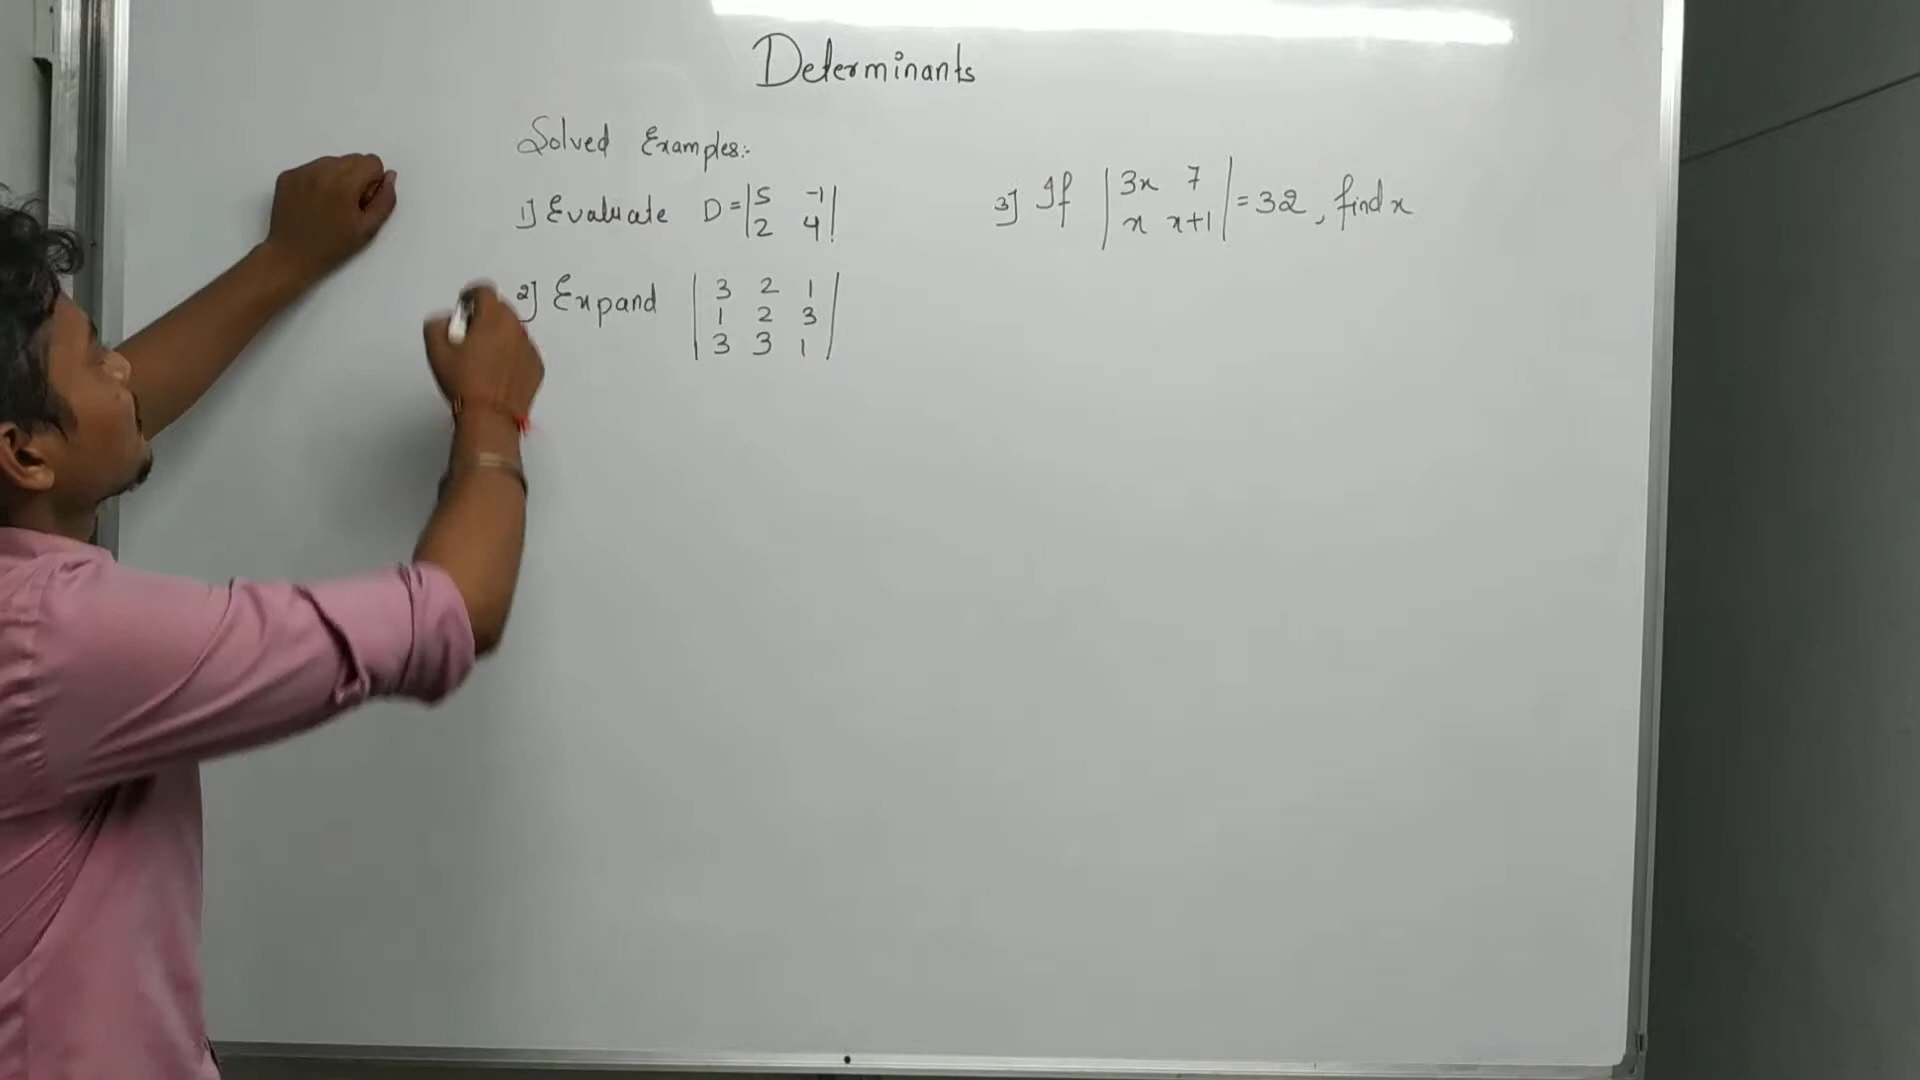 Determinants
Solved Examples:-
1] Evaluate D = |5 -1|
|2 4|
2] Expand |3 2 1|
|1 2 3|
|3 3 1|
3] If |3x 7| = 32, find x
|x x+1|